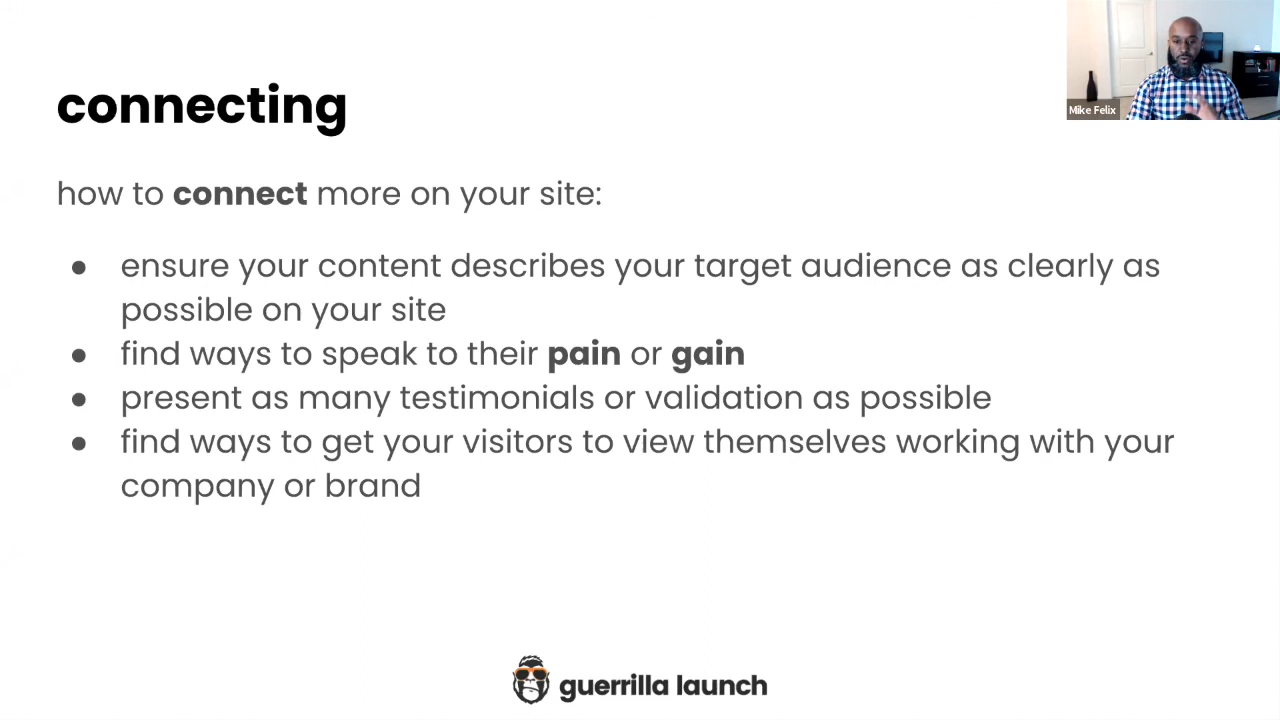 connecting
Mike Felix
how to connect more on your site:
● ensure your content describes your target audience as clearly as
possible on your site
● find ways to speak to their pain or gain
● present as many testimonials or validation as possible
● find ways to get your visitors to view themselves working with your
company or brand
guerrilla launch